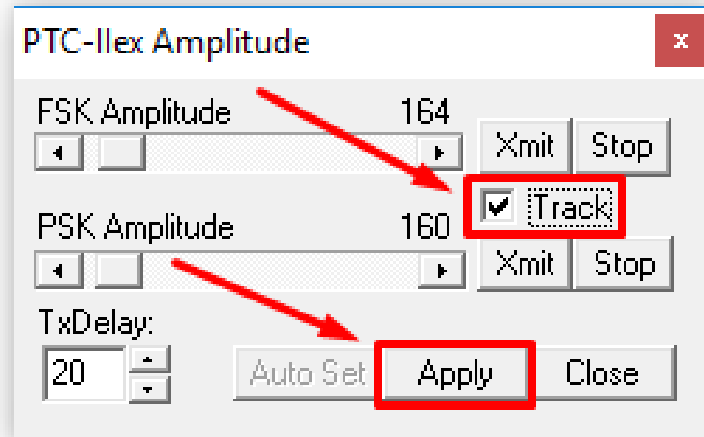 PTC-IIex Amplitude
x
FSK Amplitude 164
Xmit Stop
Track
PSK Amplitude 160
Xmit Stop
TxDelay:
20 Auto Set Apply Close